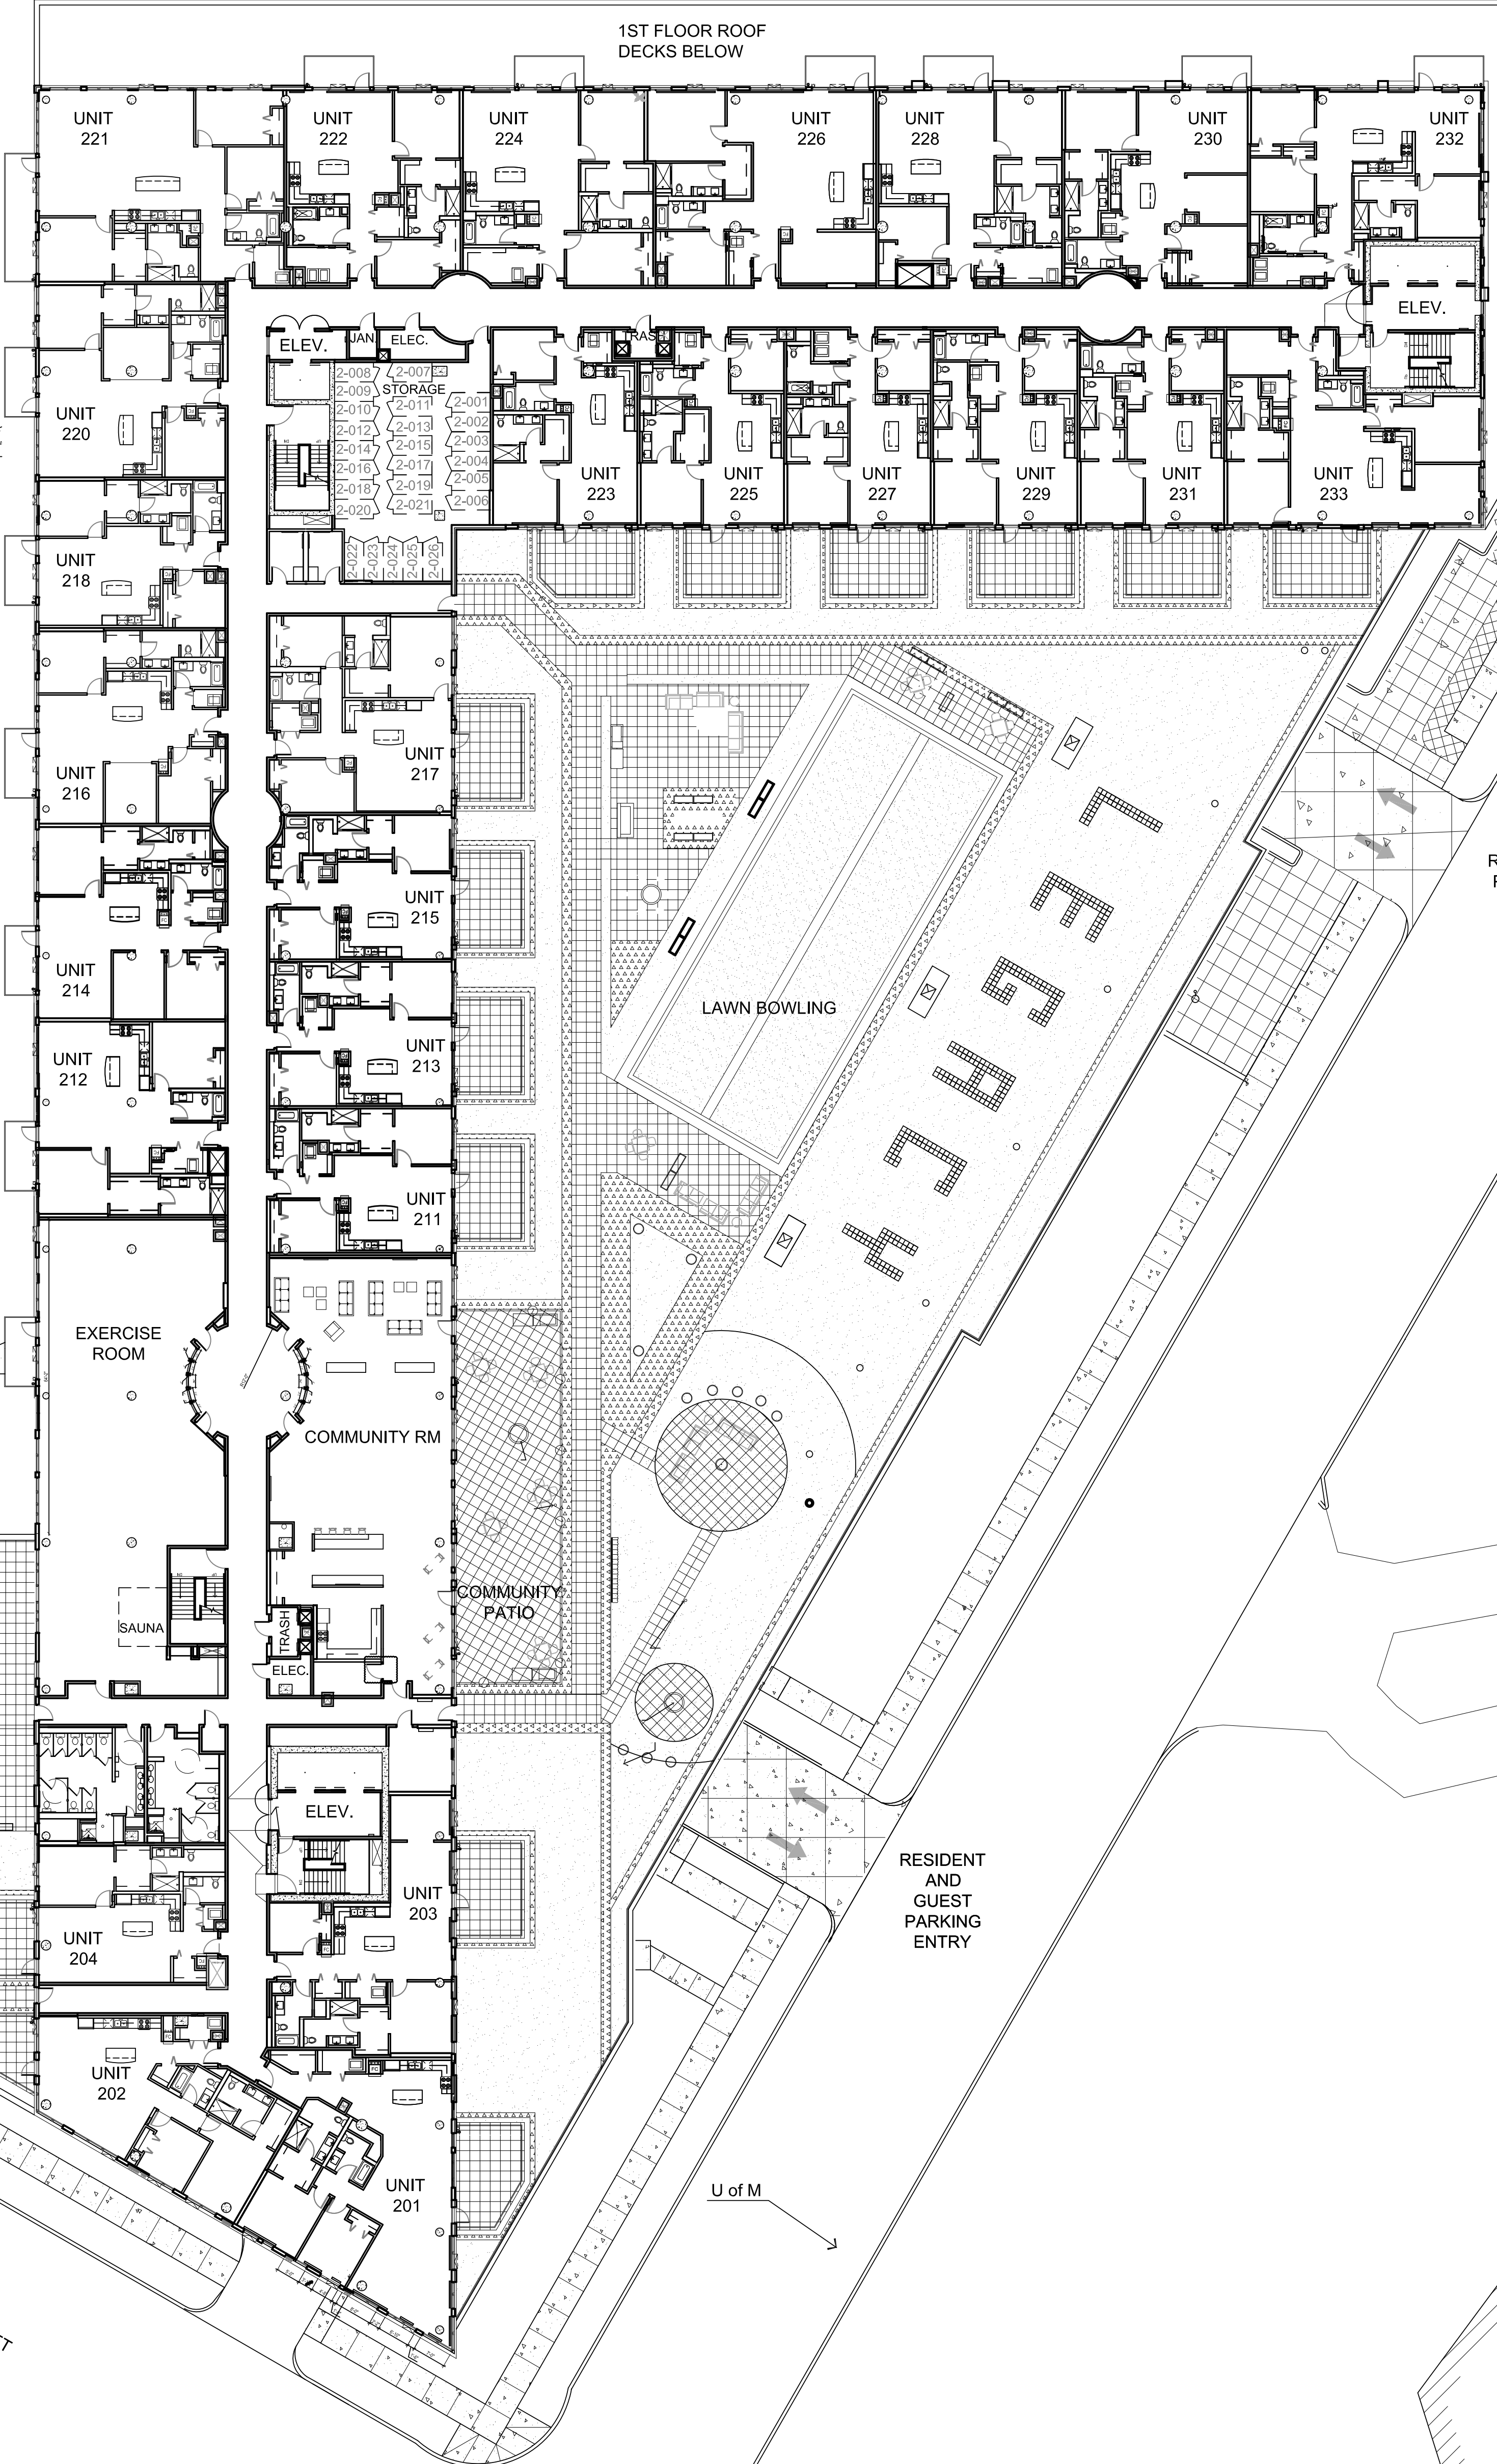 1ST FLOOR ROOF
DECKS BELOW
UNIT
221
UNIT
222
UNIT
224
UNIT
226
UNIT
228
UNIT
230
UNIT
232
ELEV.
JAN.
ELEC.
ELEV.
2-008
2-007
2-009
STORAGE
2-010
2-011
2-001
2-012
2-013
2-002
2-014
2-015
2-003
2-016
2-017
2-004
2-018
2-019
2-005
2-020
2-021
2-006
2-022
2-023
2-024
2-025
2-026
UNIT
223
UNIT
225
UNIT
227
UNIT
229
UNIT
231
UNIT
233
UNIT
220
UNIT
218
UNIT
216
UNIT
217
UNIT
214
UNIT
215
UNIT
212
UNIT
213
UNIT
211
LAWN BOWLING
EXERCISE
ROOM
COMMUNITY RM
COMMUNITY
PATIO
SAUNA
TRASH
ELEC.
ELEV.
UNIT
203
UNIT
204
UNIT
202
UNIT
201
RESIDENT
AND
GUEST
PARKING
ENTRY
U of M